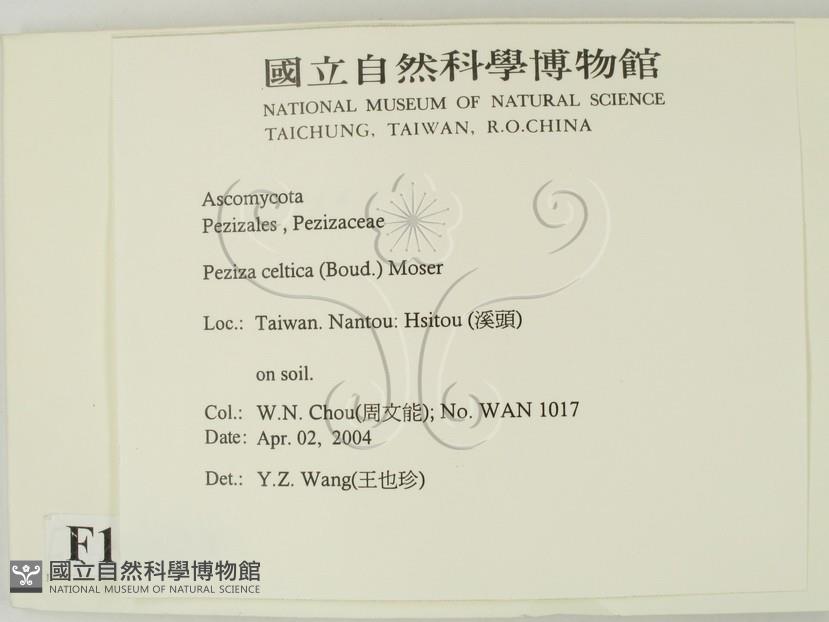 國立自然科學博物館
NATIONAL MUSEUM OF NATURAL SCIENCE
TAICHUNG, TAIWAN, R.O.CHINA
Ascomycota
Pezizales , Pezizaceae
Peziza celtica (Boud.) Moser
Loc.: Taiwan. Nantou: Hsitou (溪頭)
on soil.
Col.: W.N. Chou(周文能); No. WAN 1017
Date: Apr. 02, 2004
Det.: Y.Z. Wang(王也珍)
F1
國立自然科學博物館
NATIONAL MUSEUM OF NATURAL SCIENCE